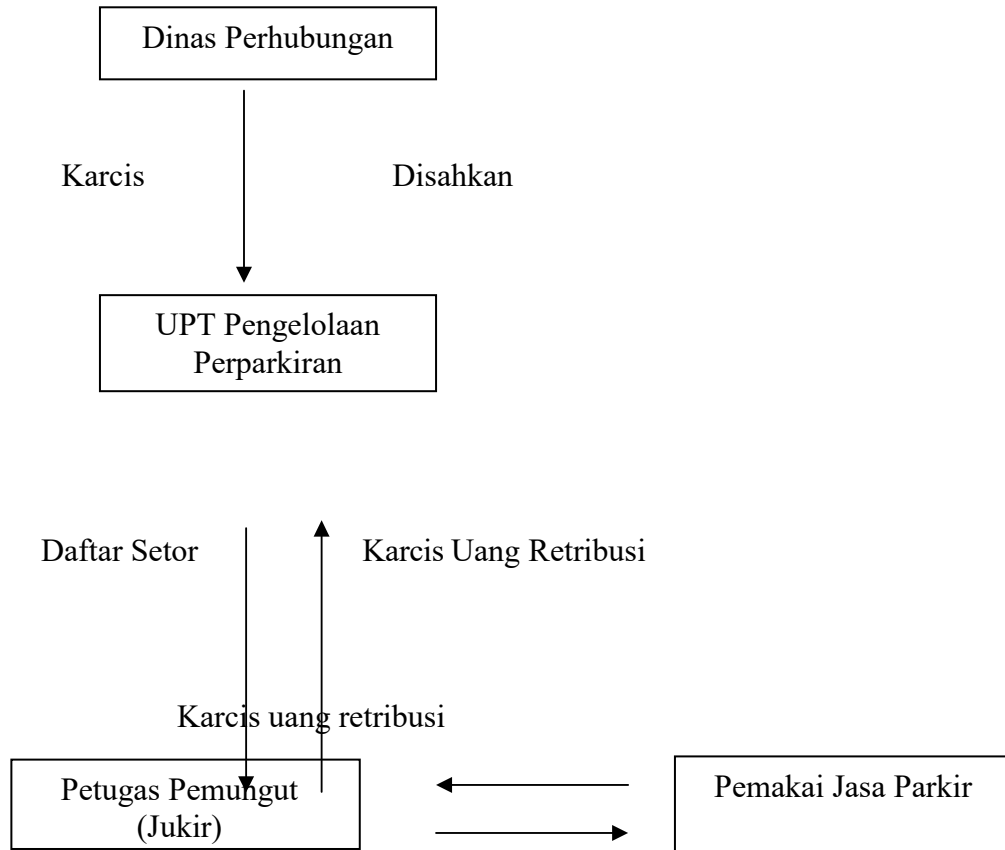 Dinas Perhubungan
Karcis
Disahkan
UPT Pengelolaan
Perparkiran
Daftar Setor
Karcis Uang Retribusi
Karcis uang retribusi
Petugas Pemungut
(Jukir)
Pemakai Jasa Parkir